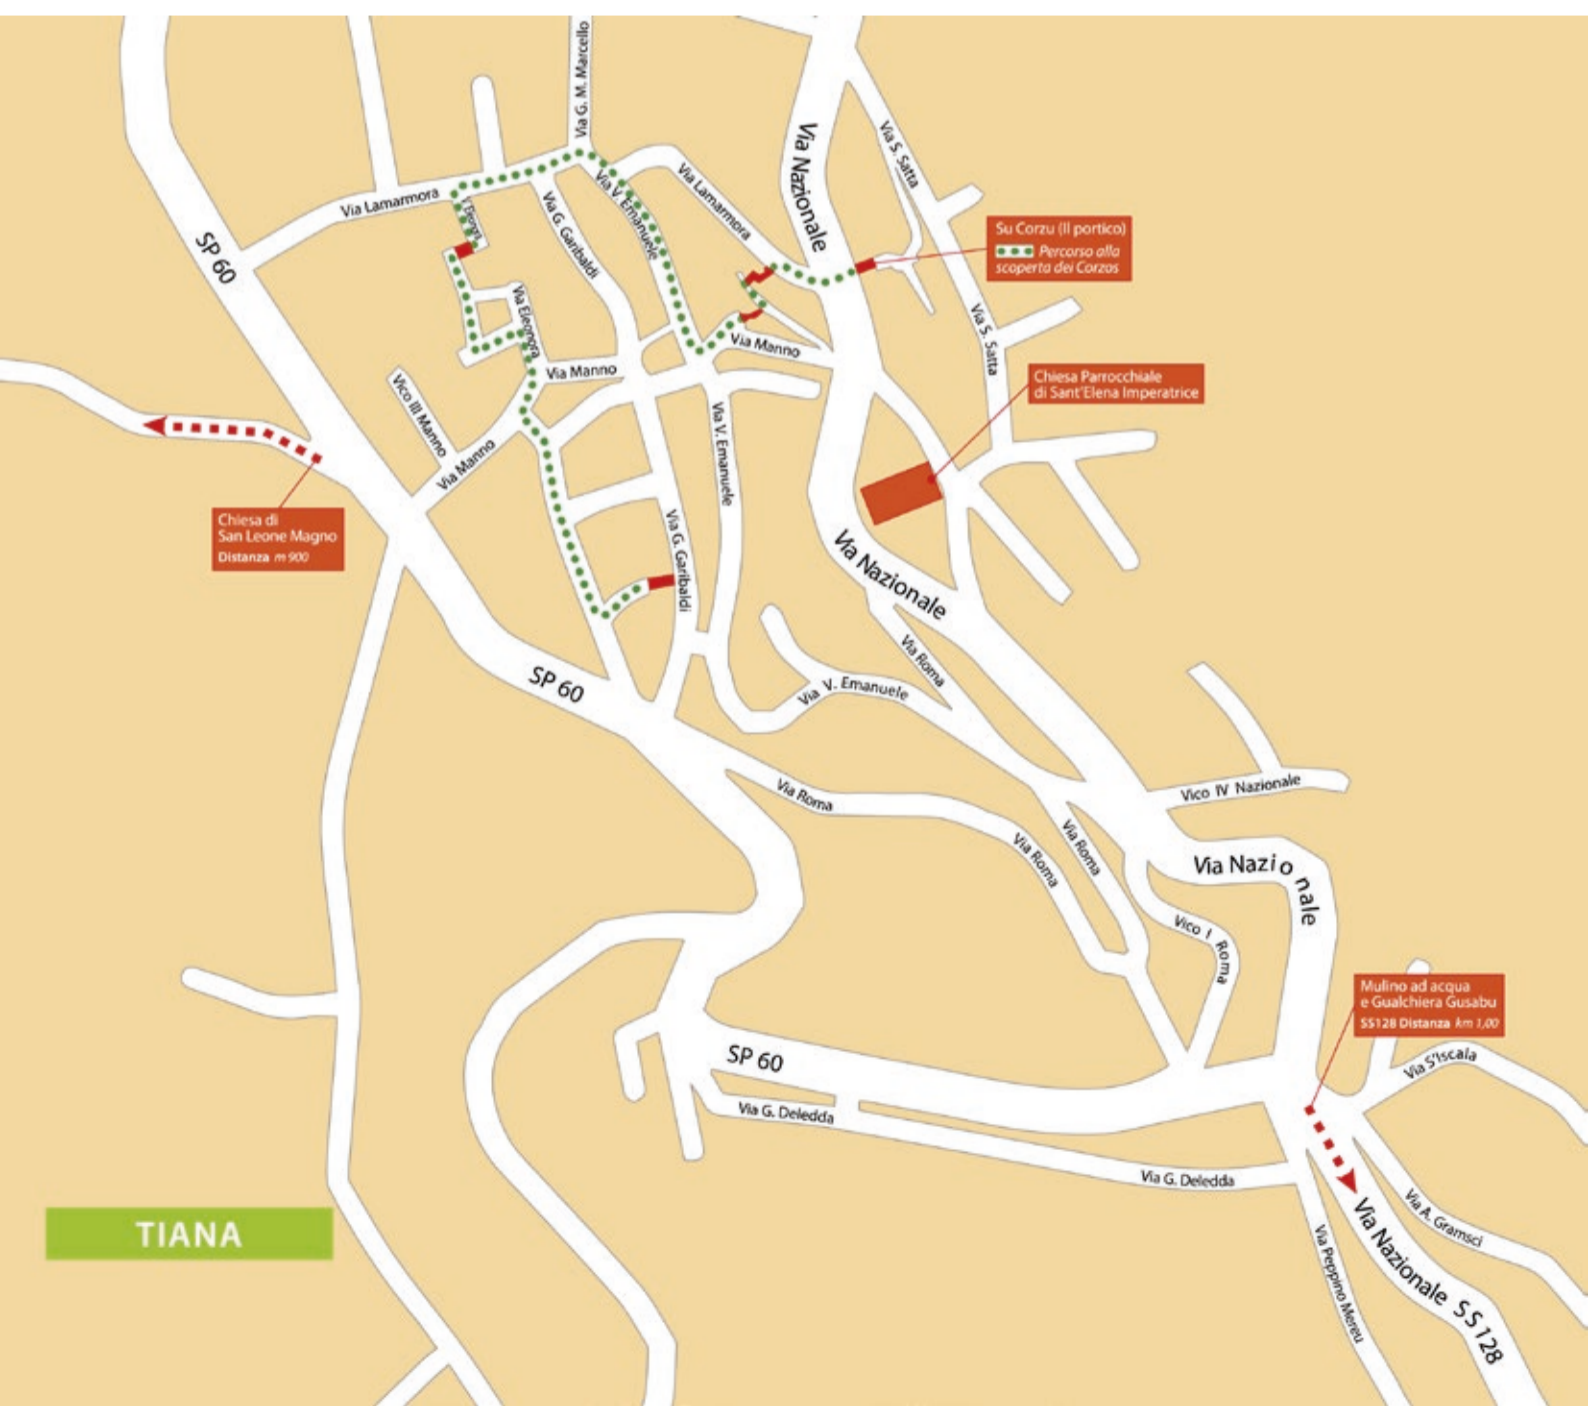 Via G. M. Marcello
Via Nazionale
Via S. Satta
Via Lamarmora
Via V. Emanuele
Via Lamarmora
Via G. Garibaldi
SP 60
Su Corzu (Il portico)
Percorso alla
scoperta dei Corzos
Via Eleonora
Via S. Satta
Via Manno
Via Manno
Vico III Manno
Chiesa Parrocchiale
di Sant'Elena Imperatrice
Via Manno
Via V. Emanuele
Chiesa di
San Leone Magno
Distanza m 900
Via G. Garibaldi
Via Nazionale
Via Roma
SP 60
Via V. Emanuele
Via Roma
Vico IV Nazionale
Via Roma
Via Roma
Via Nazionale
Vico I Roma
Mulino ad acqua
e Gualchiera Gusabu
SS128 Distanza km 1,00
SP 60
Via S'Iscala
Via G. Deledda
Via G. Deledda
Via A. Gramsci
TIANA
Via Peppino Mereu
Via Nazionale SS128